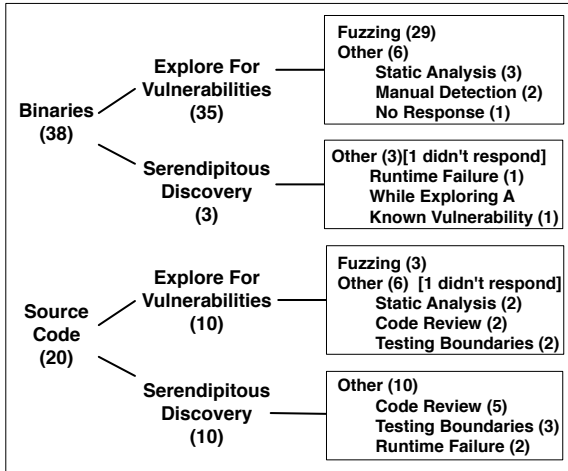 Binaries
(38)
Explore For
Vulnerabilities
(35)
Fuzzing (29)
Other (6)
Static Analysis (3)
Manual Detection (2)
No Response (1)
Serendipitous
Discovery
(3)
Other (3)[1 didn't respond]
Runtime Failure (1)
While Exploring A
Known Vulnerability (1)
Source
Code
(20)
Explore For
Vulnerabilities
(10)
Fuzzing (3)
Other (6) [1 didn't respond]
Static Analysis (2)
Code Review (2)
Testing Boundaries (2)
Serendipitous
Discovery
(10)
Other (10)
Code Review (5)
Testing Boundaries (3)
Runtime Failure (2)